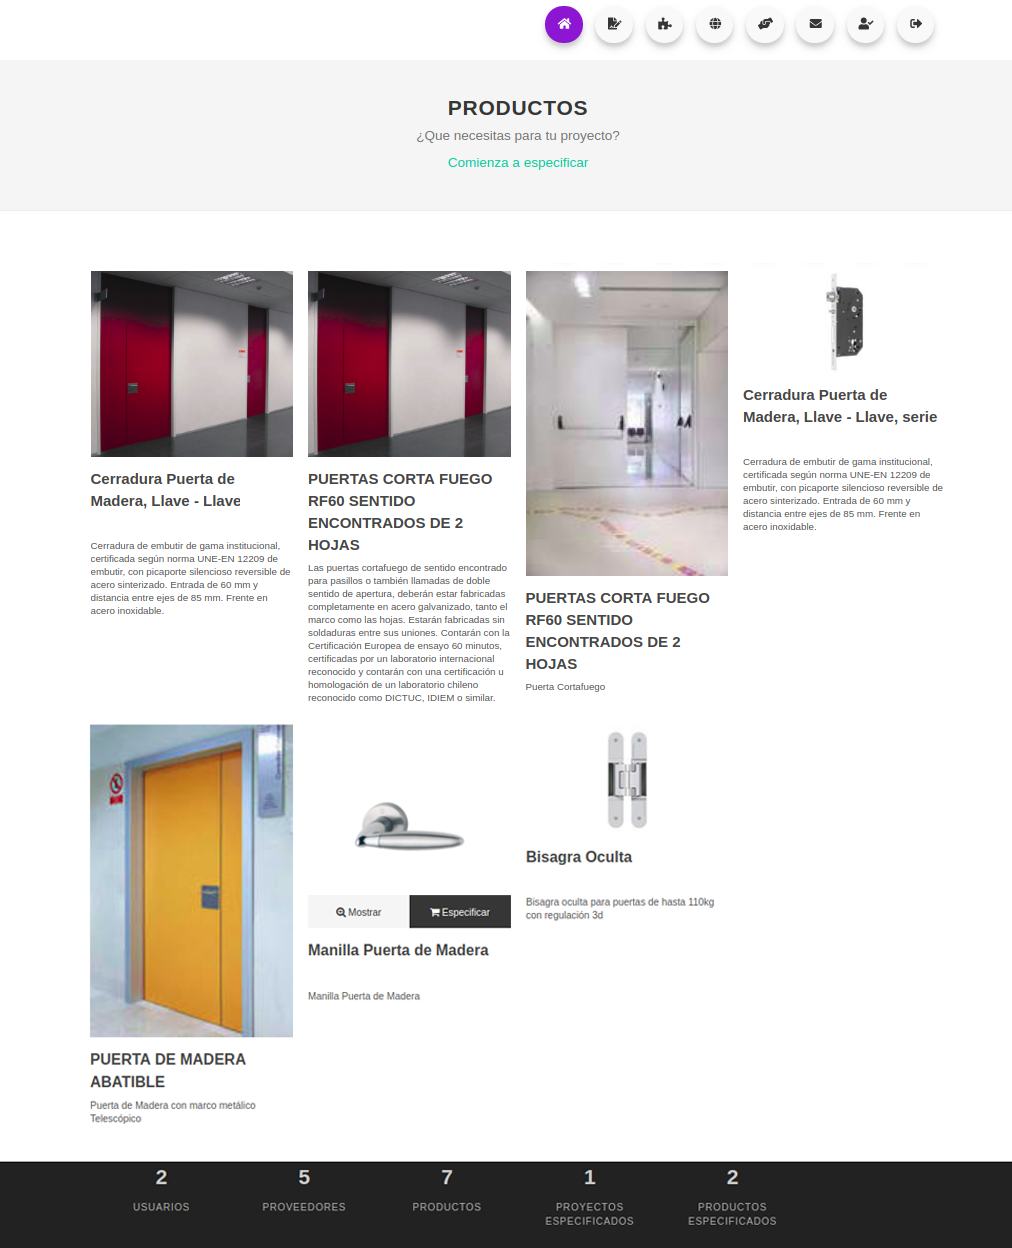 PRODUCTOS
¿Que necesitas para tu proyecto?
Comienza a especificar
Cerradura Puerta de
Madera, Llave - Llave
Cerradura de embutir de gama institucional,
certificada según norma UNE-EN 12209 de
embutir, con picaporte silencioso reversible de
acero sinterizado. Entrada de 60 mm y
distancia entre ejes de 85 mm. Frente en
acero inoxidable.
PUERTAS CORTA FUEGO
RF60 SENTIDO
ENCONTRADOS DE 2
HOJAS
Las puertas cortafuego de sentido encontrado
para pasillos o también llamadas de doble
sentido de apertura, deberán estar fabricadas
completamente en acero galvanizado, tanto el
marco como las hojas. Estarán fabricadas sin
soldaduras entre sus uniones. Contarán con la
Certificación Europea de ensayo 60 minutos,
certificadas por un laboratorio internacional
reconocido y contarán con una certificación u
homologación de un laboratorio chileno
reconocido como DICTUC, IDIEM o similar.
PUERTAS CORTA FUEGO
RF60 SENTIDO
ENCONTRADOS DE 2
HOJAS
Puerta Cortafuego
Cerradura Puerta de
Madera, Llave - Llave, serie
Cerradura de embutir de gama institucional,
certificada según norma UNE-EN 12209 de
embutir, con picaporte silencioso reversible de
acero sinterizado. Entrada de 60 mm y
distancia entre ejes de 85 mm. Frente en
acero inoxidable.
PUERTA DE MADERA
ABATIBLE
Puerta de Madera con marco metálico
Telescópico
Mostrar
Especificar
Manilla Puerta de Madera
Manilla Puerta de Madera
Bisagra Oculta
Bisagra oculta para puertas de hasta 110kg
con regulación 3d
2
USUARIOS
5
PROVEEDORES
7
PRODUCTOS
1
PROYECTOS
ESPECIFICADOS
2
PRODUCTOS
ESPECIFICADOS